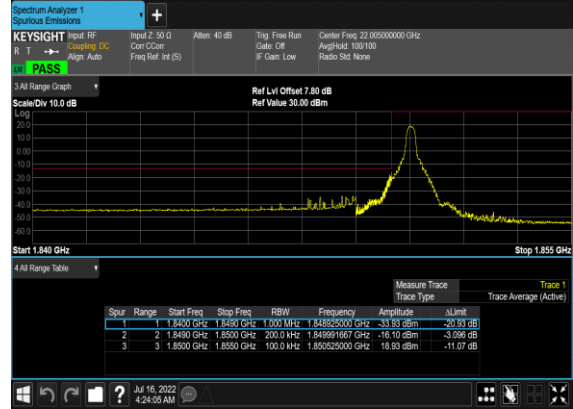 Spectrum Analyzer 1
Spurious Emissions
KEYSIGHT Input: RF Input Z: 50 Ω Atten: 40 dB Trig: Free Run Center Freq: 22.005000000 GHz
R T Coupling: DC Corr CCorr Gate: Off Avg|Hold: 100/100
Align: Auto Freq Ref: Int (S) IF Gain: Low Radio Std: None
PASS
3 All Range Graph
Ref Lvl Offset 7.80 dB
Scale/Div 10.0 dB Ref Value 30.00 dBm
Log
20.0
10.0
0.00
-10.0
-20.0
-30.0
-40.0
-50.0
-60.0
Start 1.840 GHz Stop 1.855 GHz
4 All Range Table
Measure Trace Trace 1
Trace Type Trace Average (Active)
Spur Range Start Freq Stop Freq RBW Frequency Amplitude ΔLimit
1 1 1.8400 GHz 1.8490 GHz 1.000 MHz 1.848925000 GHz -33.93 dBm -20.93 dB
2 2 1.8490 GHz 1.8500 GHz 200.0 kHz 1.849991667 GHz -16.10 dBm -3.096 dB
3 3 1.8500 GHz 1.8550 GHz 100.0 kHz 1.850525000 GHz 18.93 dBm -11.07 dB
? Jul 16, 2022
4:24:05 AM